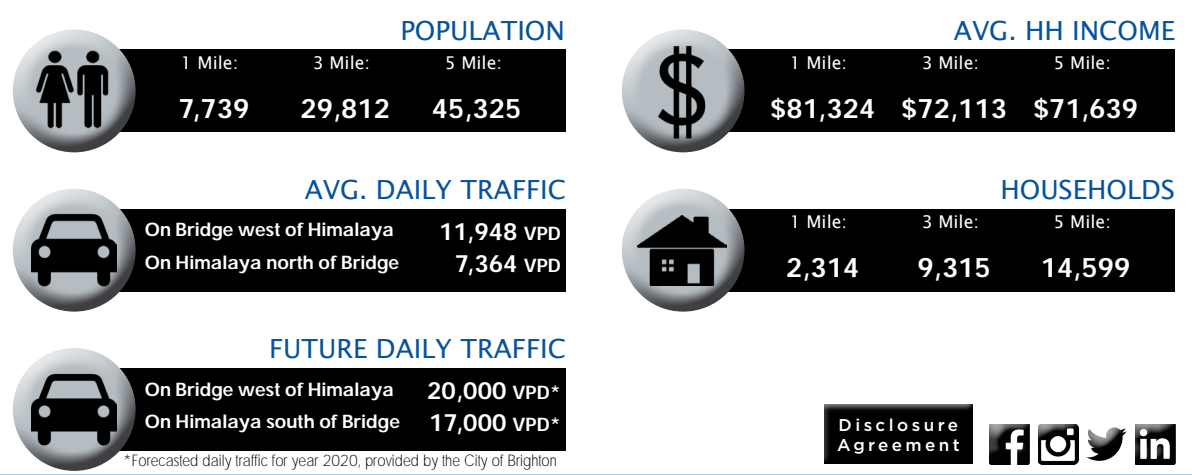 POPULATION
1 Mile: 3 Mile: 5 Mile:
7,739 29,812 45,325
AVG. HH INCOME
1 Mile: 3 Mile: 5 Mile:
$81,324 $72,113 $71,639
AVG. DAILY TRAFFIC
On Bridge west of Himalaya 11,948 VPD
On Himalaya north of Bridge 7,364 VPD
HOUSEHOLDS
1 Mile: 3 Mile: 5 Mile:
2,314 9,315 14,599
FUTURE DAILY TRAFFIC
On Bridge west of Himalaya 20,000 VPD*
On Himalaya south of Bridge 17,000 VPD*
*Forecasted daily traffic for year 2020, provided by the City of Brighton
Disclosure
Agreement